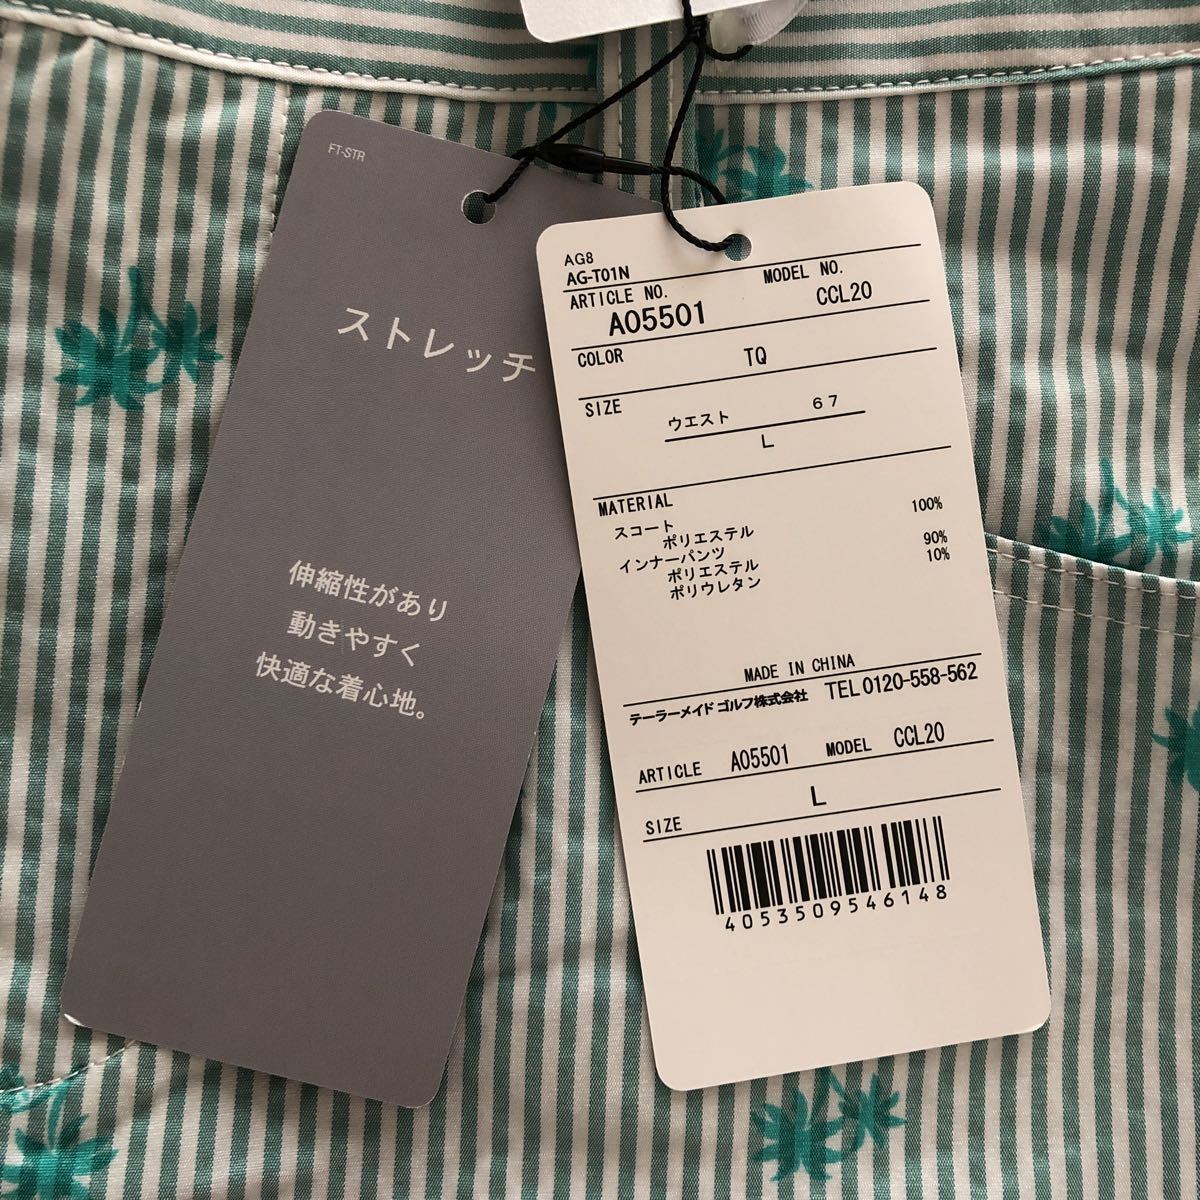 FT-STR
ストレッチ
伸縮性があり
動きやすく
快適な着心地。
AG8
AG-T01N
ARTICLE NO. MODEL NO.
A05501 CCL20
COLOR TQ
SIZE
ウエスト 67
L
MATERIAL
スコート 100%
ポリエステル
インナーパンツ 90%
ポリエステル 10%
ポリウレタン
MADE IN CHINA
テーラーメイド ゴルフ株式会社 TEL 0120-558-562
ARTICLE A05501 MODEL CCL20
SIZE L
4053509546148